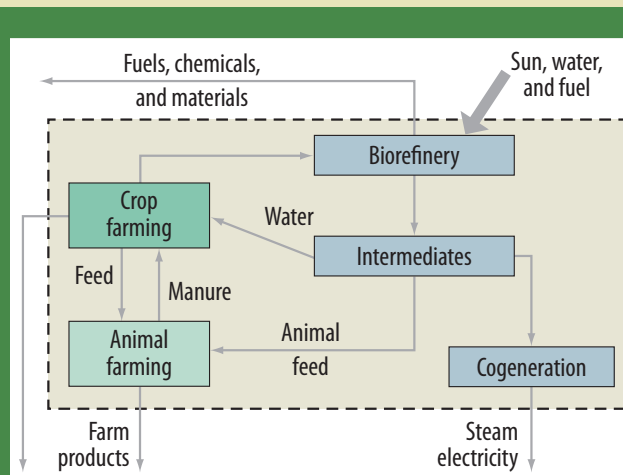 Fuels, chemicals,
and materials
Sun, water,
and fuel
Biorefinery
Crop
farming
Water
Intermediates
Feed
Manure
Animal
farming
Animal
feed
Cogeneration
Farm
products
Steam
electricity